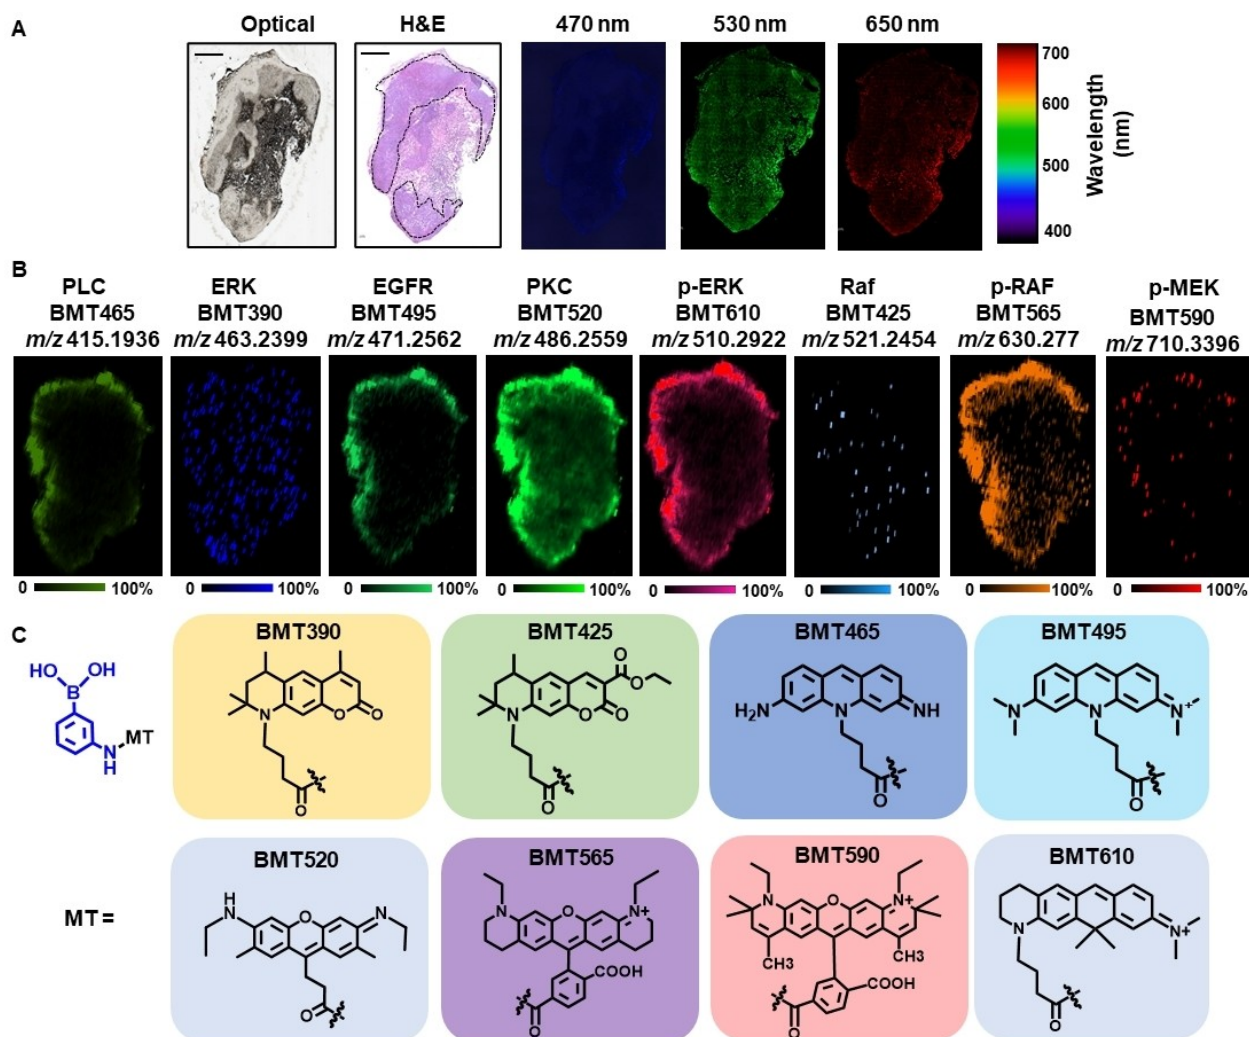 A
Optical
H&E
470 nm
530 nm
650 nm
700
600
500
400
Wavelength
(nm)
B
PLC
BMT465
m/z 415.1936
ERK
BMT390
m/z 463.2399
EGFR
BMT495
m/z 471.2562
PKC
BMT520
m/z 486.2559
p-ERK
BMT610
m/z 510.2922
Raf
BMT425
m/z 521.2454
p-RAF
BMT565
m/z 630.277
p-MEK
BMT590
m/z 710.3396
0 100%
0 100%
0 100%
0 100%
0 100%
0 100%
0 100%
0 100%
C
HO
OH
B
N
H
MT
BMT390
N
O
O
O
BMT425
O
O
N
O
O
O
BMT465
H2N
N
NH
O
BMT495
N
N
N+
O
MT =
BMT520
H
N
O
N
O
BMT565
N
O
N+
COOH
O
BMT590
N
O
N+
CH3
CH3
COOH
O
BMT610
N
N+
O